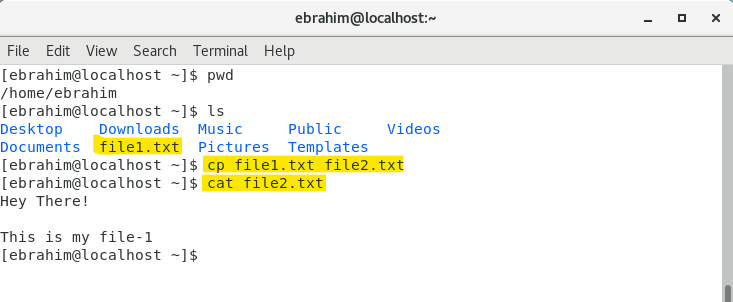 ebrahim@localhost:~
File Edit View Search Terminal Help
[ebrahim@localhost ~]$ pwd
/home/ebrahim
[ebrahim@localhost ~]$ ls
Desktop    Downloads  Music     Public     Videos
Documents  file1.txt  Pictures  Templates
[ebrahim@localhost ~]$ cp file1.txt file2.txt
[ebrahim@localhost ~]$ cat file2.txt
Hey There!
This is my file-1
[ebrahim@localhost ~]$